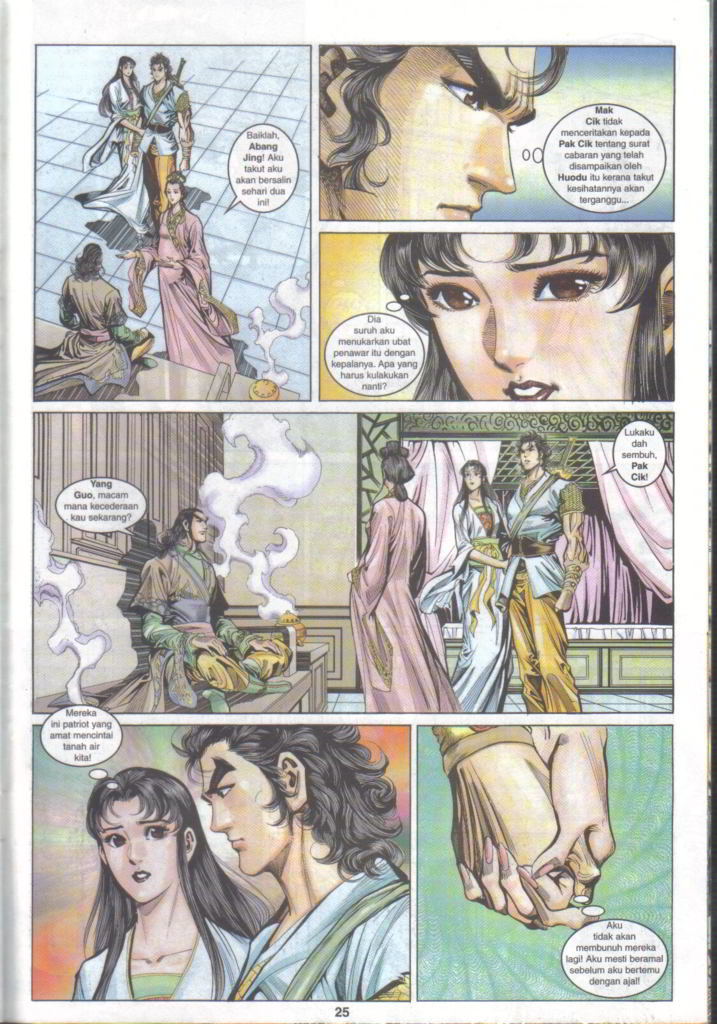 Baiklah,
Abang
Jing! Aku
takut aku
akan bersalin
sehari dua
ini!
Mak
Cik tidak
menceritakan kepada
Pak Cik tentang surat
cabaran yang telah
disampaikan oleh
Huodu itu kerana takut
kesihatannya akan
terganggu...
Dia
suruh aku
menukarkan ubat
penawar itu dengan
kepalanya. Apa yang
harus kulakukan
nanti?
Yang
Guo, macam
mana kecederaan
kau sekarang?
Lukaku
dah
sembuh,
Pak
Cik!
Mereka
ini patriot yang
amat mencintai
tanah air
kita!
Aku
tidak akan
membunuh mereka
lagi! Aku mesti beramal
sebelum aku bertemu
dengan ajal!
25